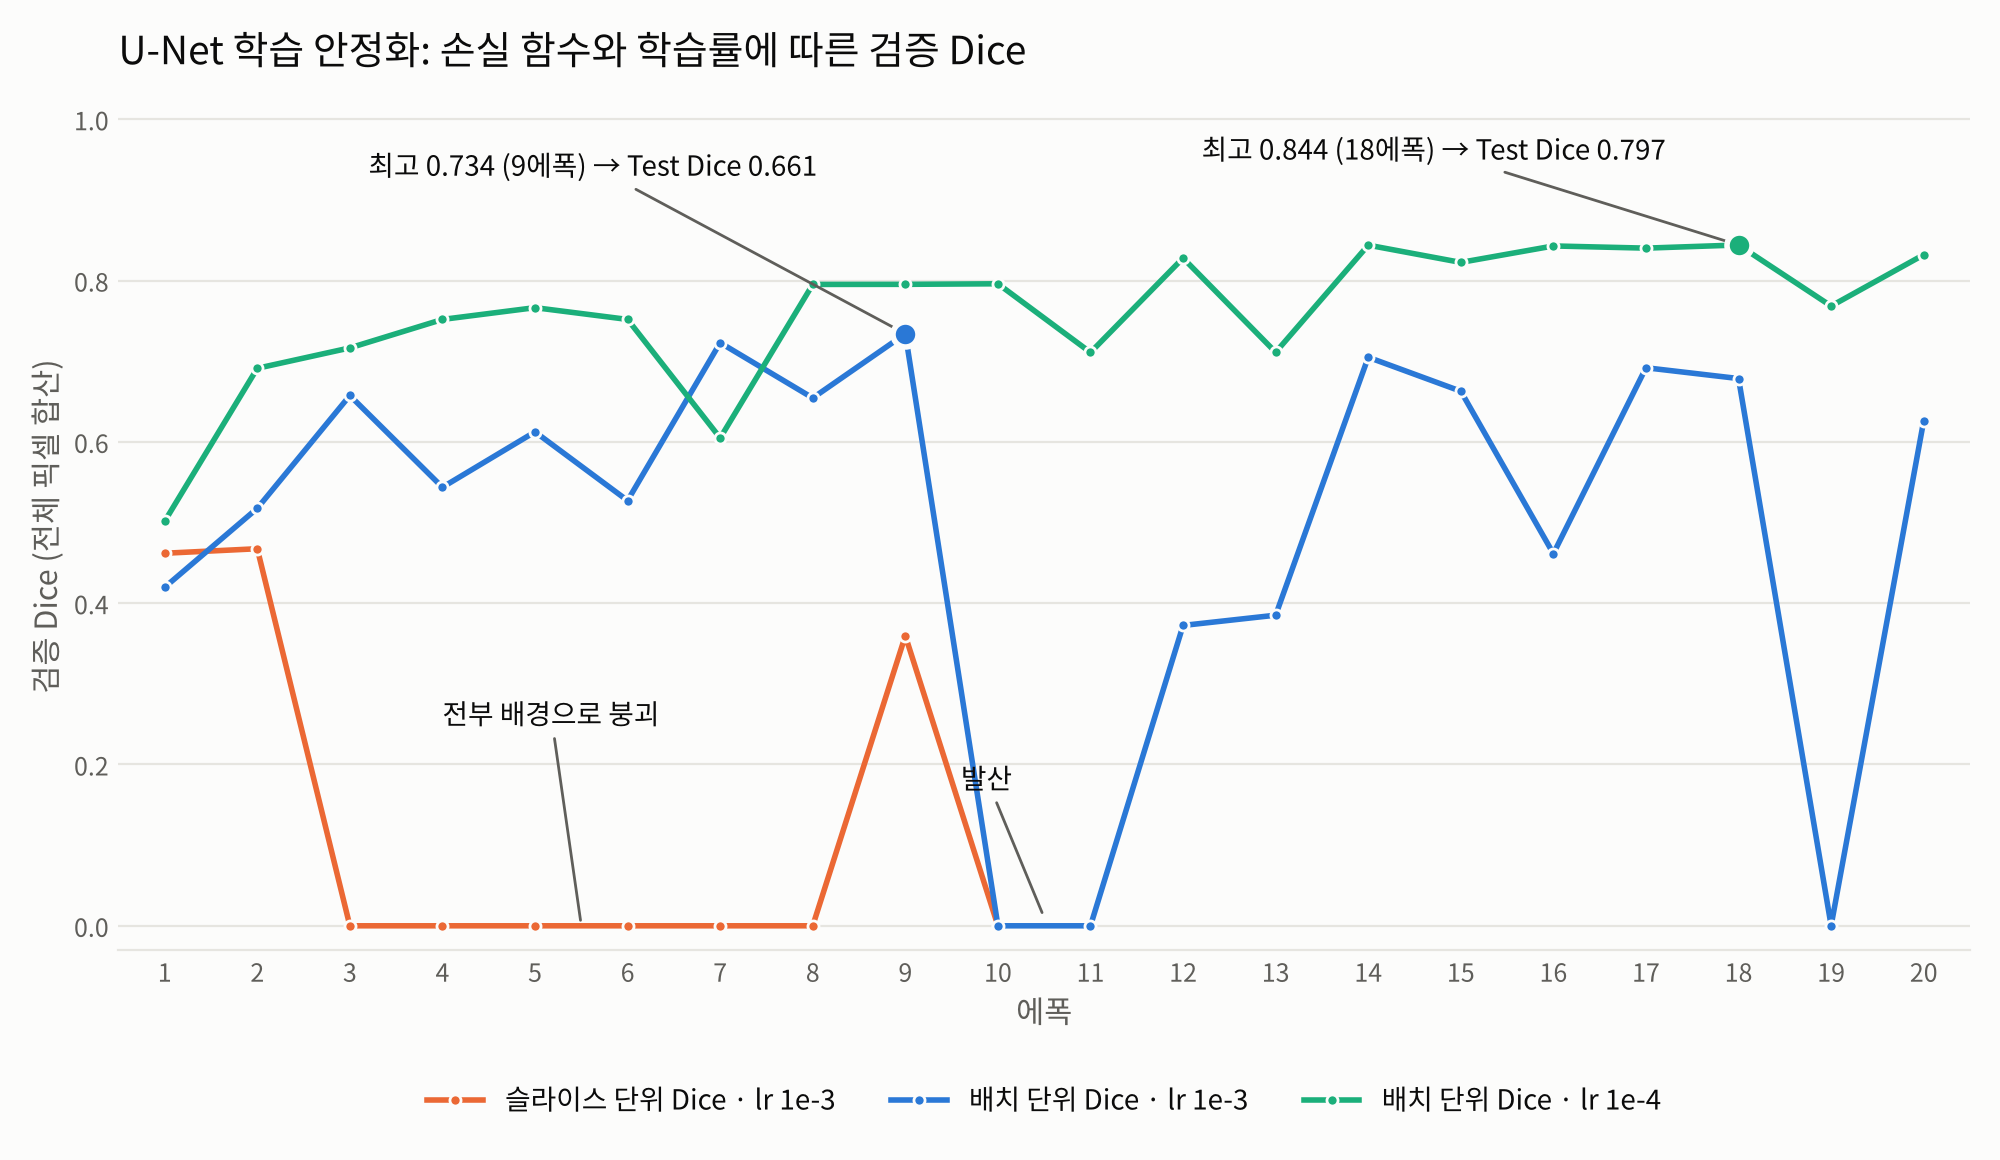 U-Net 학습 안정화: 손실 함수와 학습률에 따른 검증 Dice
최고 0.734 (9에폭) → Test Dice 0.661
최고 0.844 (18에폭) → Test Dice 0.797
전부 배경으로 붕괴
발산
검증 Dice (전체 픽셀 합산)
1.0
0.8
0.6
0.4
0.2
0.0
1 2 3 4 5 6 7 8 9 10 11 12 13 14 15 16 17 18 19 20
에폭
슬라이스 단위 Dice · lr 1e-3 배치 단위 Dice · lr 1e-3 배치 단위 Dice · lr 1e-4